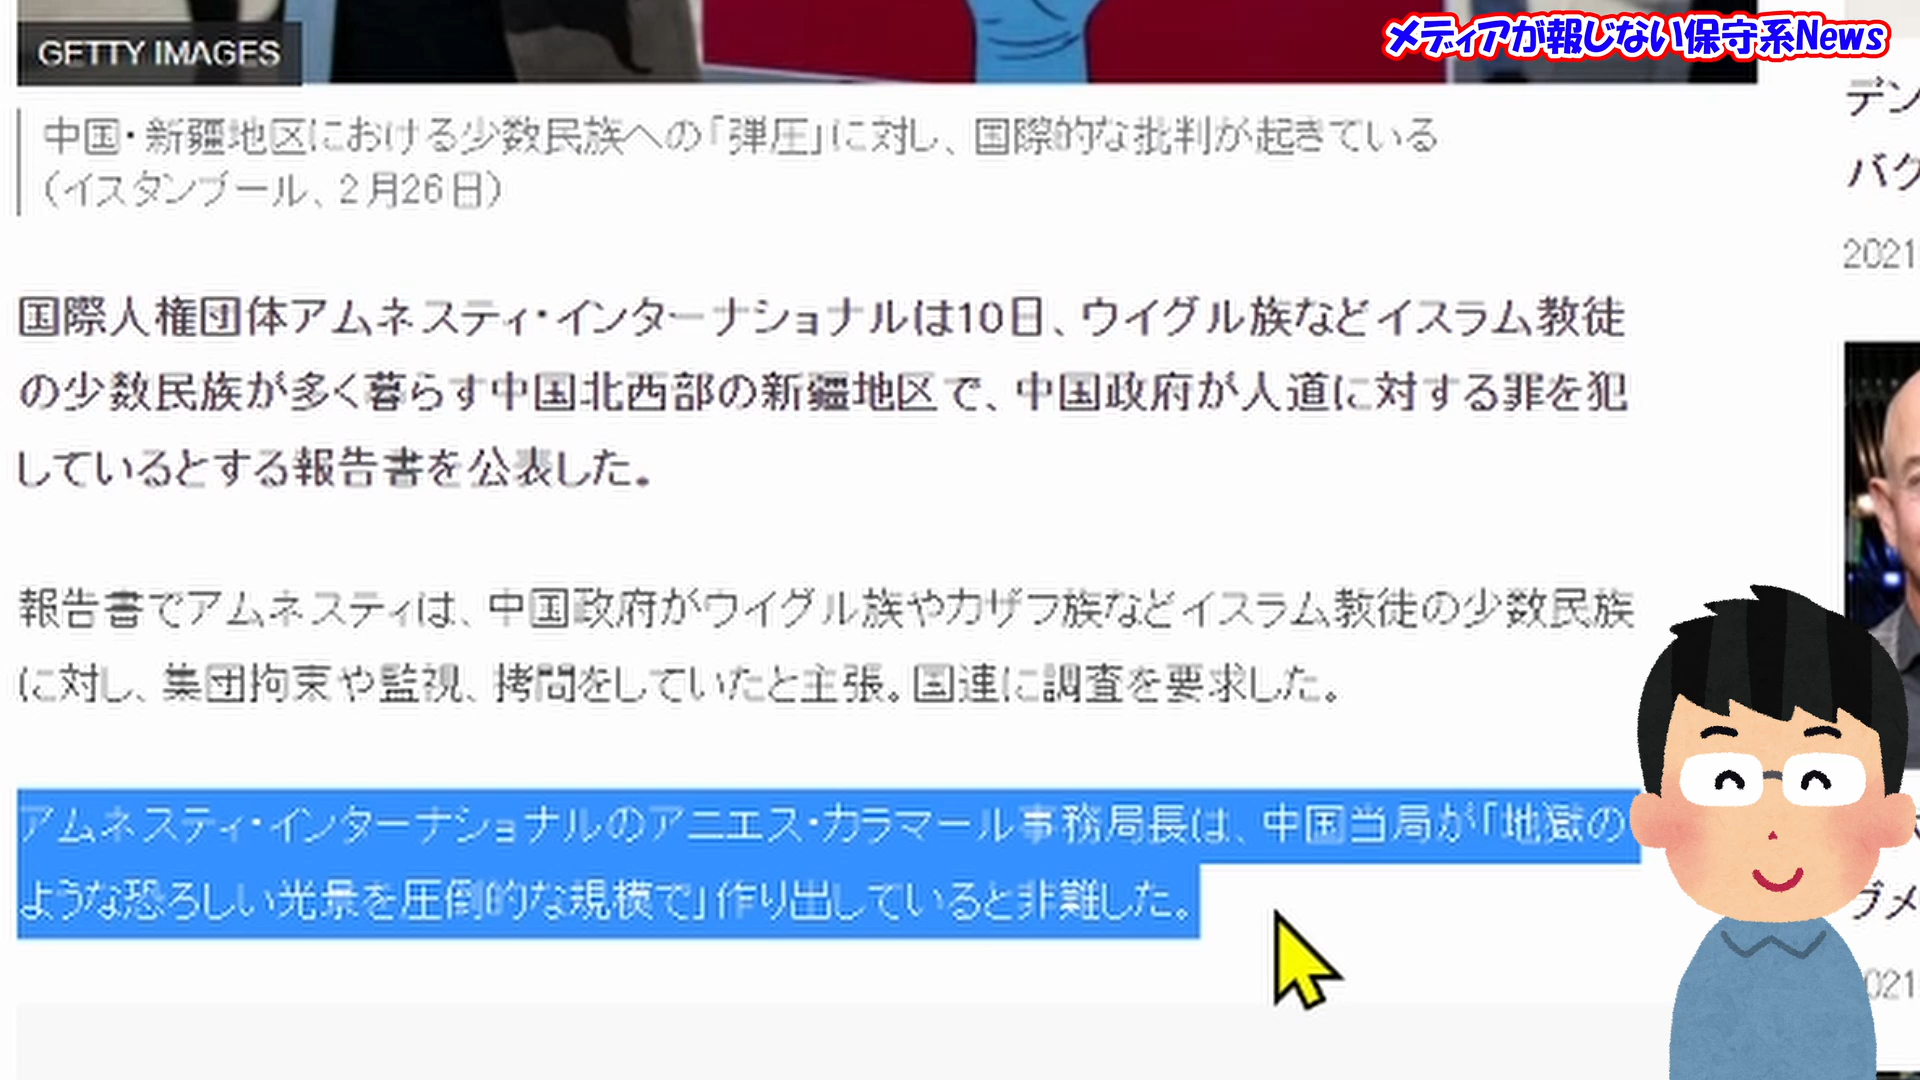 メディアが報じない保守系News
GETTY IMAGES
中国・新疆地区における少数民族への「弾圧」に対し、国際的な批判が起きている
（イスタンブール、2月26日）
国際人権団体アムネスティ・インターナショナルは10日、ウイグル族などイスラム教徒
の少数民族が多く暮らす中国北西部の新疆地区で、中国政府が人道に対する罪を犯
しているとする報告書を公表した。
報告書でアムネスティは、中国政府がウイグル族やカザフ族などイスラム教徒の少数民族
に対し、集団拘束や監視、拷問をしていたと主張。国連に調査を要求した。
アムネスティ・インターナショナルのアニエス・カラマール事務局長は、中国当局が「地獄の
ような恐ろしい光景を圧倒的な規模で」作り出していると非難した。
デン
バク
2021
ブメ
021